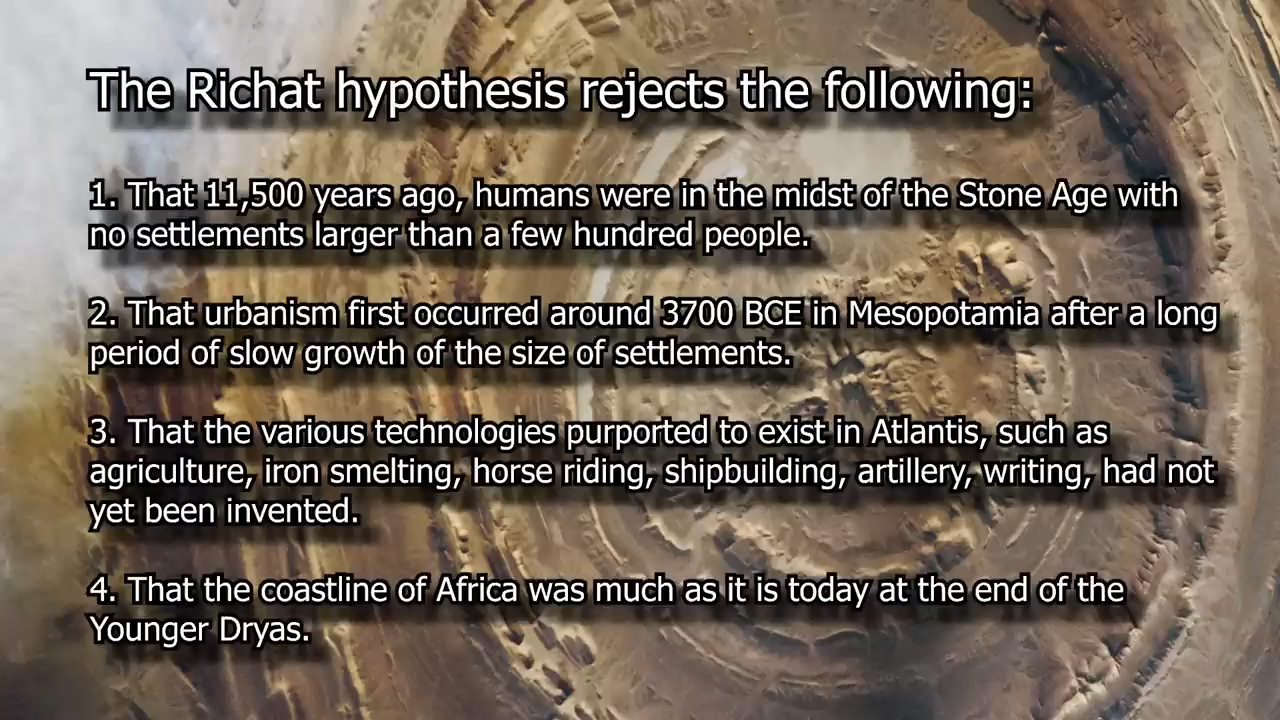 The Richat hypothesis rejects the following:
1. That 11,500 years ago, humans were in the midst of the Stone Age with
no settlements larger than a few hundred people.
2. That urbanism first occurred around 3700 BCE in Mesopotamia after a long
period of slow growth of the size of settlements.
3. That the various technologies purported to exist in Atlantis, such as
agriculture, iron smelting, horse riding, shipbuilding, artillery, writing, had not
yet been invented.
4. That the coastline of Africa was much as it is today at the end of the
Younger Dryas.